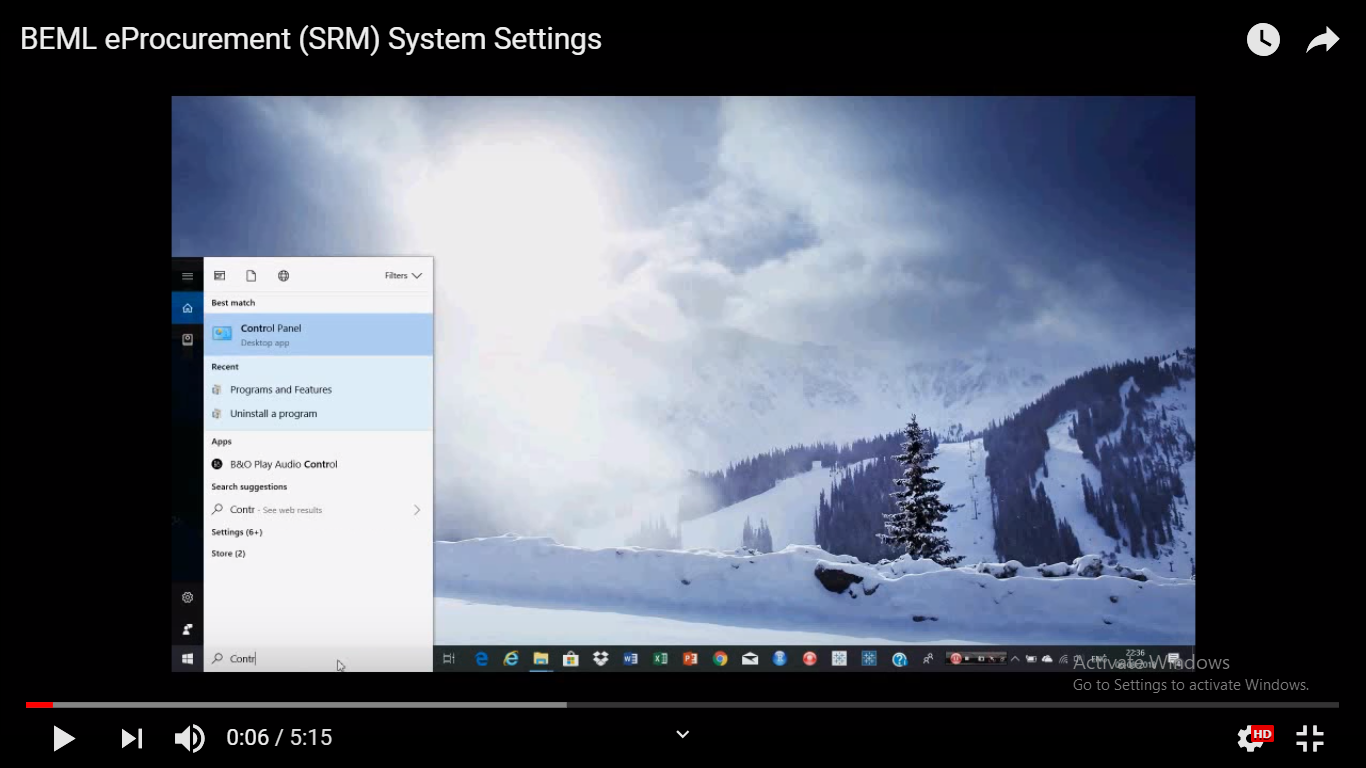 BEML eProcurement (SRM) System Settings
Filters
Best match
Control Panel
Desktop app
Recent
Programs and Features
Uninstall a program
Apps
B&O Play Audio Control
Search suggestions
Contr - See web results
Settings (6+)
Store (2)
Contr
22:36
Activate Windows
Go to Settings to activate Windows.
0:06 / 5:15
HD